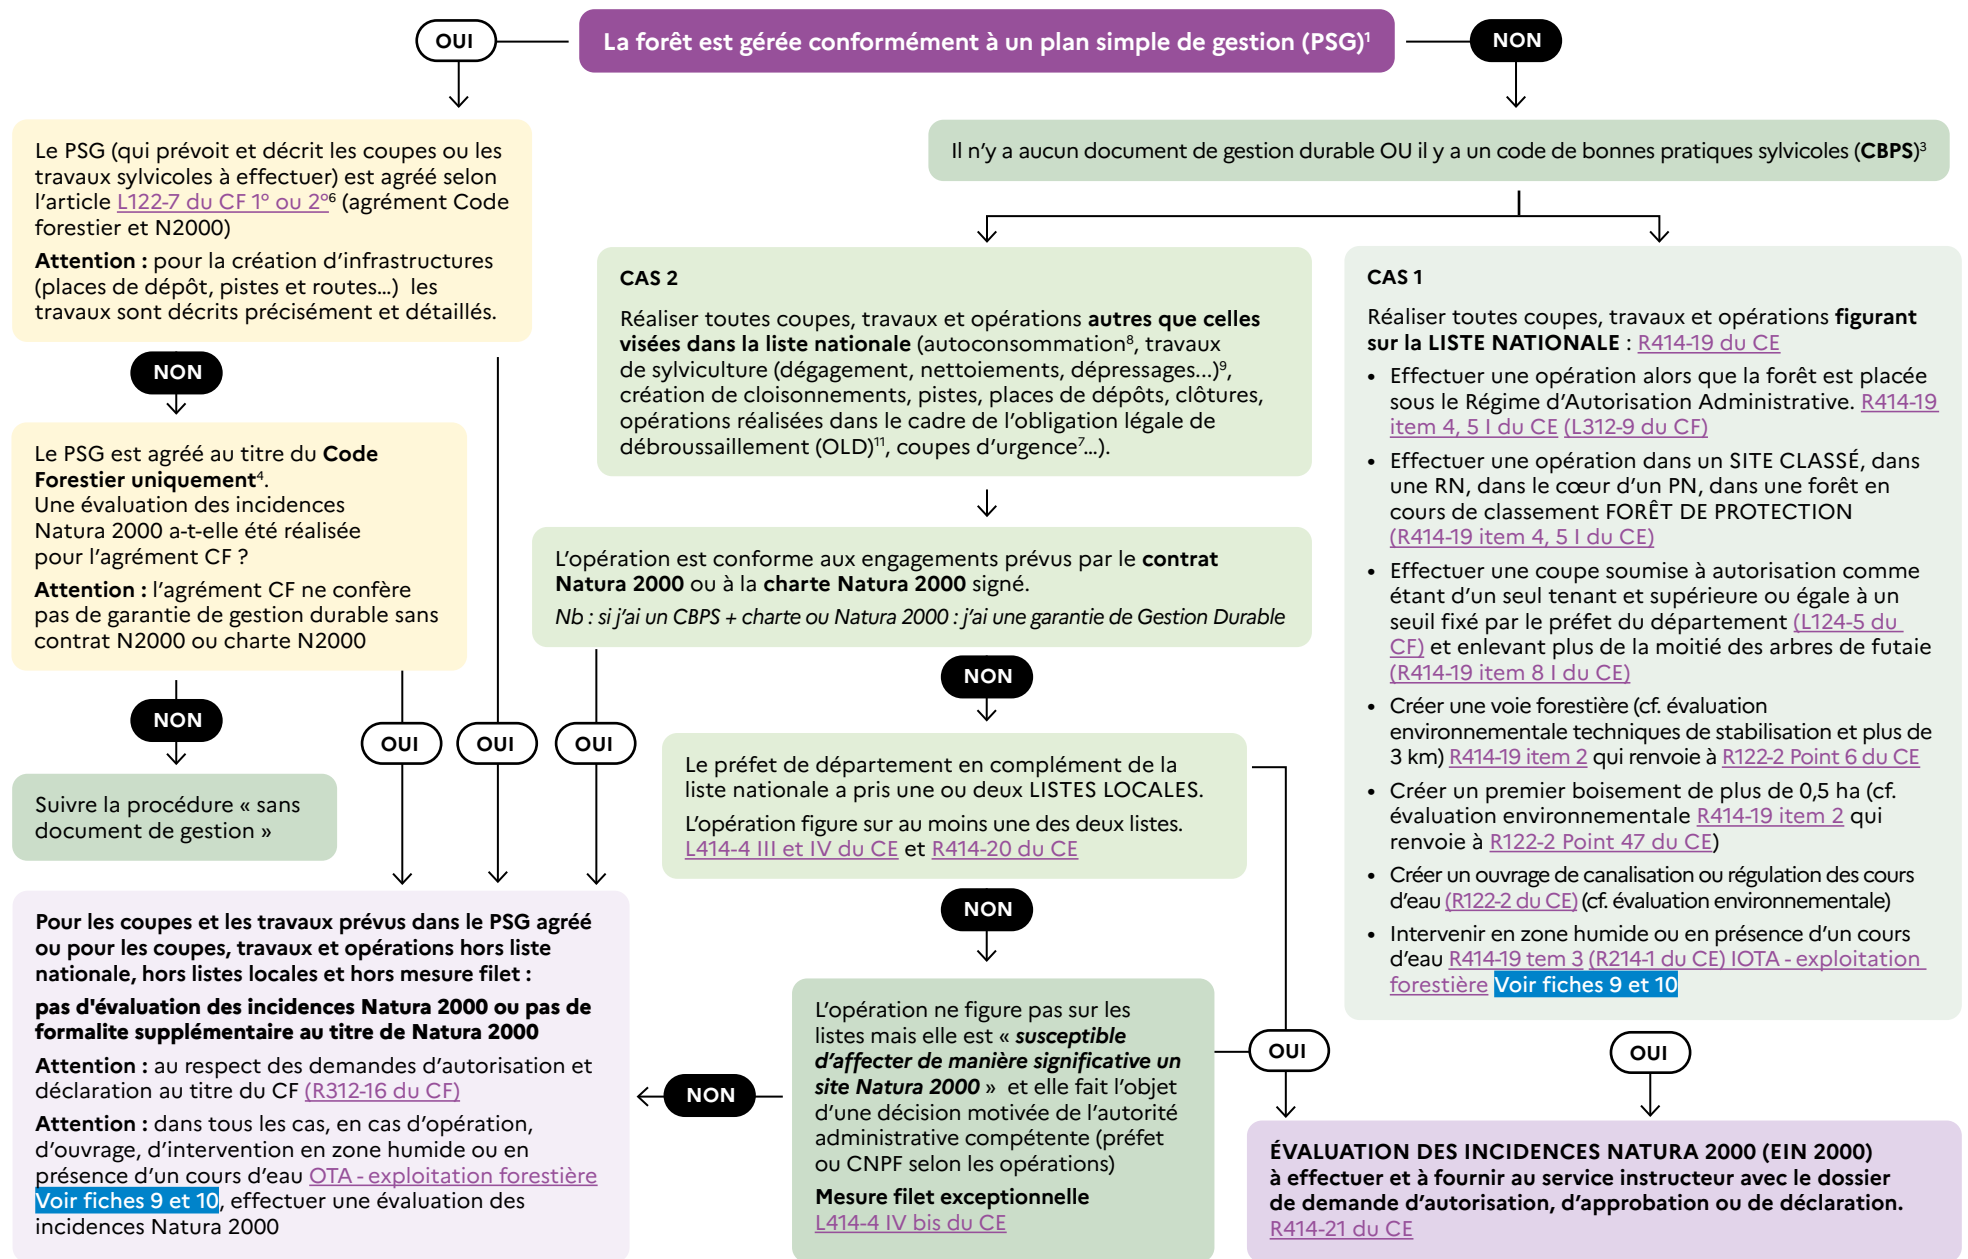 La forêt est gérée conformément à un plan simple de gestion (PSG)¹
OUI
NON
Le PSG (qui prévoit et décrit les coupes ou les
travaux sylvicoles à effectuer) est agréé selon
l’article L122-7 du CF 1° ou 2°⁶ (agrément Code
forestier et N2000)
Attention : pour la création d’infrastructures
(places de dépôt, pistes et routes…) les
travaux sont décrits précisément et détaillés.
NON
Le PSG est agréé au titre du Code
Forestier uniquement⁴.
Une évaluation des incidences
Natura 2000 a-t-elle été réalisée
pour l’agrément CF ?
Attention : l’agrément CF ne confère
pas de garantie de gestion durable sans
contrat N2000 ou charte N2000
NON
OUI
OUI
OUI
Suivre la procédure « sans
document de gestion »
Pour les coupes et les travaux prévus dans le PSG agréé
ou pour les coupes, travaux et opérations hors liste
nationale, hors listes locales et hors mesure filet :
pas d'évaluation des incidences Natura 2000 ou pas de
formalite supplémentaire au titre de Natura 2000
Attention : au respect des demandes d’autorisation et
déclaration au titre du CF (R312-16 du CF)
Attention : dans tous les cas, en cas d’opération,
d’ouvrage, d’intervention en zone humide ou en
présence d’un cours d’eau OTA - exploitation forestière
Voir fiches 9 et 10, effectuer une évaluation des
incidences Natura 2000
Il n’y a aucun document de gestion durable OU il y a un code de bonnes pratiques sylvicoles (CBPS)³
CAS 2
Réaliser toutes coupes, travaux et opérations autres que celles
visées dans la liste nationale (autoconsommation⁸, travaux
de sylviculture (dégagement, nettoiements, dépressages...)⁹,
création de cloisonnements, pistes, places de dépôts, clôtures,
opérations réalisées dans le cadre de l’obligation légale de
débroussaillement (OLD)¹¹, coupes d’urgence⁷…).
L’opération est conforme aux engagements prévus par le contrat
Natura 2000 ou à la charte Natura 2000 signé.
Nb : si j’ai un CBPS + charte ou Natura 2000 : j’ai une garantie de Gestion Durable
NON
Le préfet de département en complément de la
liste nationale a pris une ou deux LISTES LOCALES.
L’opération figure sur au moins une des deux listes.
L414-4 III et IV du CE et R414-20 du CE
NON
L’opération ne figure pas sur les
listes mais elle est « susceptible
d’affecter de manière significative un
site Natura 2000 » et elle fait l’objet
d’une décision motivée de l’autorité
administrative compétente (préfet
ou CNPF selon les opérations)
Mesure filet exceptionnelle
L414-4 IV bis du CE
NON
OUI
CAS 1
Réaliser toutes coupes, travaux et opérations figurant
sur la LISTE NATIONALE : R414-19 du CE
• Effectuer une opération alors que la forêt est placée
sous le Régime d’Autorisation Administrative. R414-19
item 4, 5 I du CE (L312-9 du CF)
• Effectuer une opération dans un SITE CLASSÉ, dans
une RN, dans le cœur d’un PN, dans une forêt en
cours de classement FORÊT DE PROTECTION
(R414-19 item 4, 5 I du CE)
• Effectuer une coupe soumise à autorisation comme
étant d’un seul tenant et supérieure ou égale à un
seuil fixé par le préfet du département (L124-5 du
CF) et enlevant plus de la moitié des arbres de futaie
(R414-19 item 8 I du CE)
• Créer une voie forestière (cf. évaluation
environnementale techniques de stabilisation et plus de
3 km) R414-19 item 2 qui renvoie à R122-2 Point 6 du CE
• Créer un premier boisement de plus de 0,5 ha (cf.
évaluation environnementale R414-19 item 2 qui
renvoie à R122-2 Point 47 du CE)
• Créer un ouvrage de canalisation ou régulation des cours
d’eau (R122-2 du CE) (cf. évaluation environnementale)
• Intervenir en zone humide ou en présence d’un cours
d’eau R414-19 tem 3 (R214-1 du CE) IOTA - exploitation
forestière Voir fiches 9 et 10
OUI
ÉVALUATION DES INCIDENCES NATURA 2000 (EIN 2000)
à effectuer et à fournir au service instructeur avec le dossier
de demande d’autorisation, d’approbation ou de déclaration.
R414-21 du CE